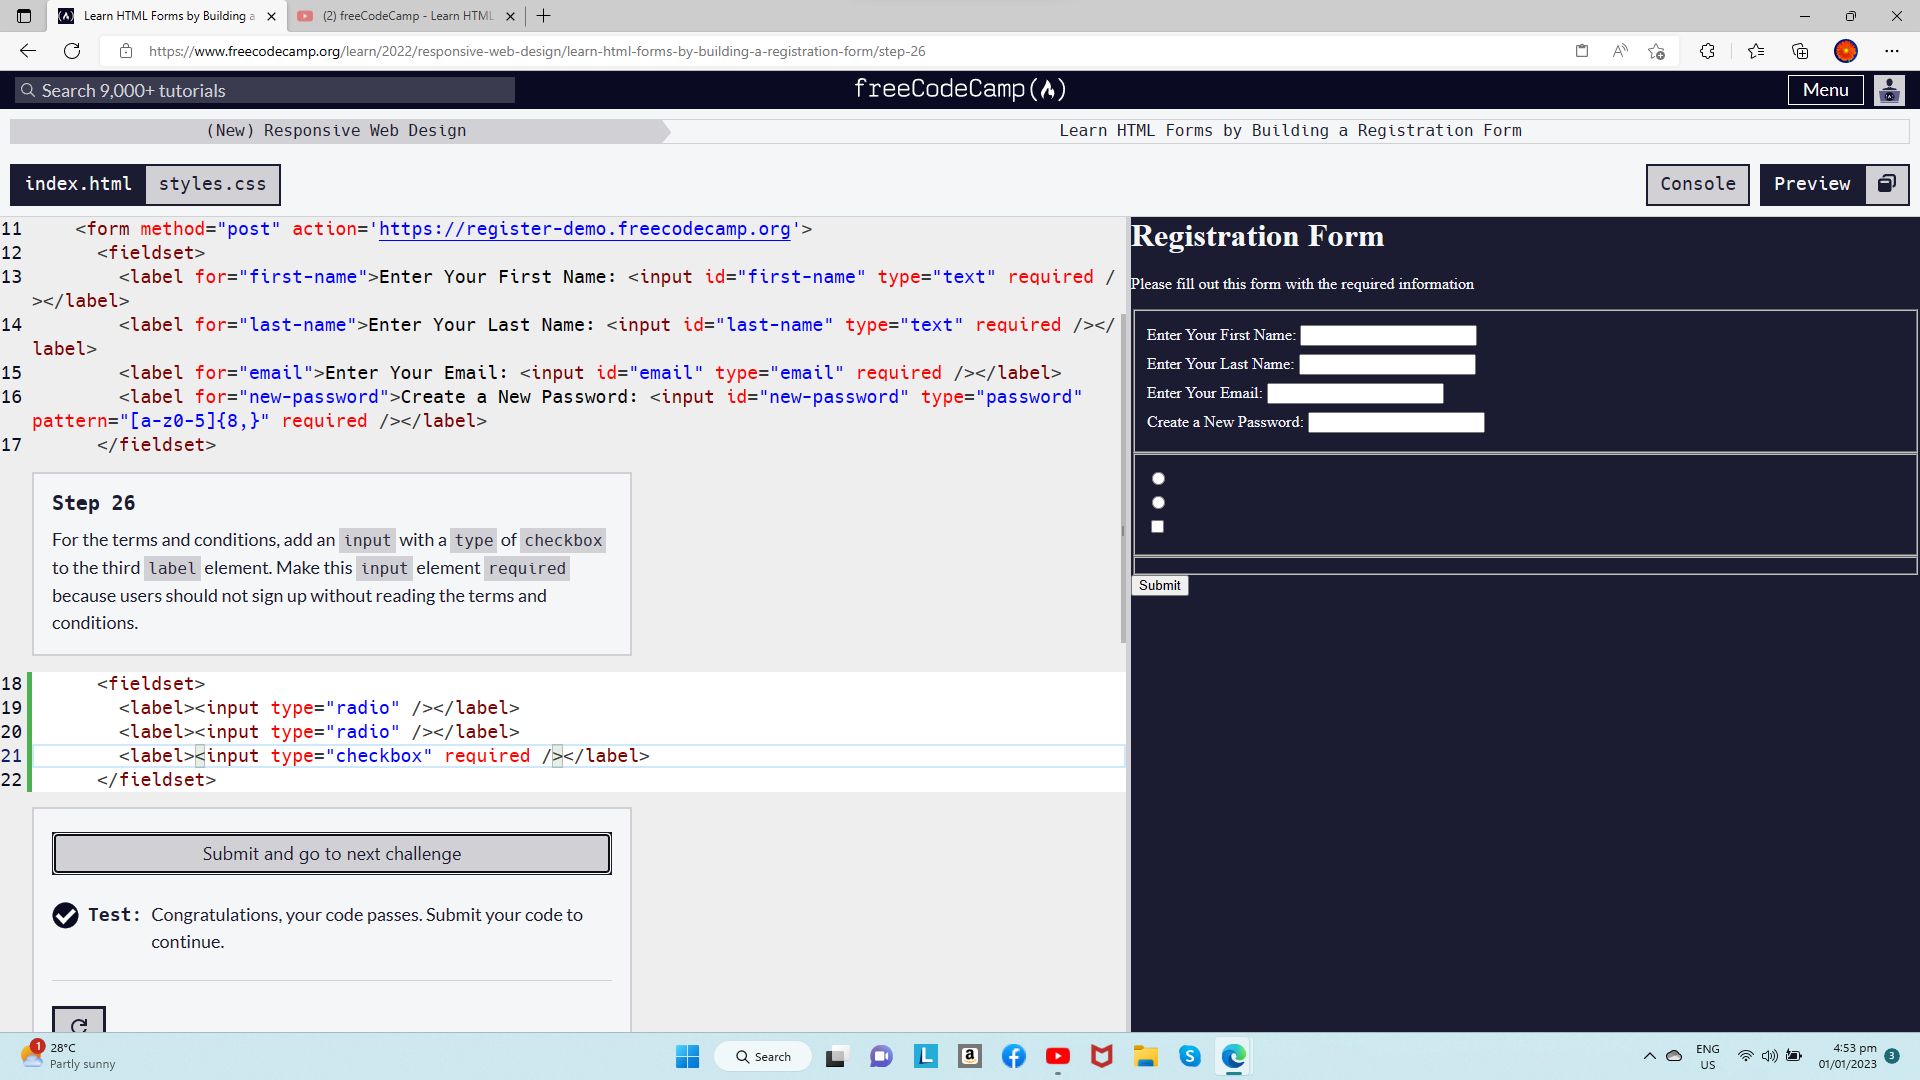 Learn HTML Forms by Building a
(2) freeCodeCamp - Learn HTML
https://www.freecodecamp.org/learn/2022/responsive-web-design/learn-html-forms-by-building-a-registration-form/step-26
Search 9,000+ tutorials
freeCodeCamp
Menu
(New) Responsive Web Design
Learn HTML Forms by Building a Registration Form
index.html
styles.css
Console
Preview
11 <form method="post" action='https://register-demo.freecodecamp.org'>
12 <fieldset>
13 <label for="first-name">Enter Your First Name: <input id="first-name" type="text" required /
></label>
14 <label for="last-name">Enter Your Last Name: <input id="last-name" type="text" required /></
label>
15 <label for="email">Enter Your Email: <input id="email" type="email" required /></label>
16 <label for="new-password">Create a New Password: <input id="new-password" type="password"
pattern="[a-z0-5]{8,}" required /></label>
17 </fieldset>
Step 26
For the terms and conditions, add an input with a type of checkbox
to the third label element. Make this input element required
because users should not sign up without reading the terms and
conditions.
18 <fieldset>
19 <label><input type="radio" /></label>
20 <label><input type="radio" /></label>
21 <label><input type="checkbox" required /></label>
22 </fieldset>
Submit and go to next challenge
Test: Congratulations, your code passes. Submit your code to
continue.
Registration Form
Please fill out this form with the required information
Enter Your First Name:
Enter Your Last Name:
Enter Your Email:
Create a New Password:
Submit
1
28°C
Partly sunny
Search
L
a
S
ENG
US
4:53 pm
01/01/2023
3